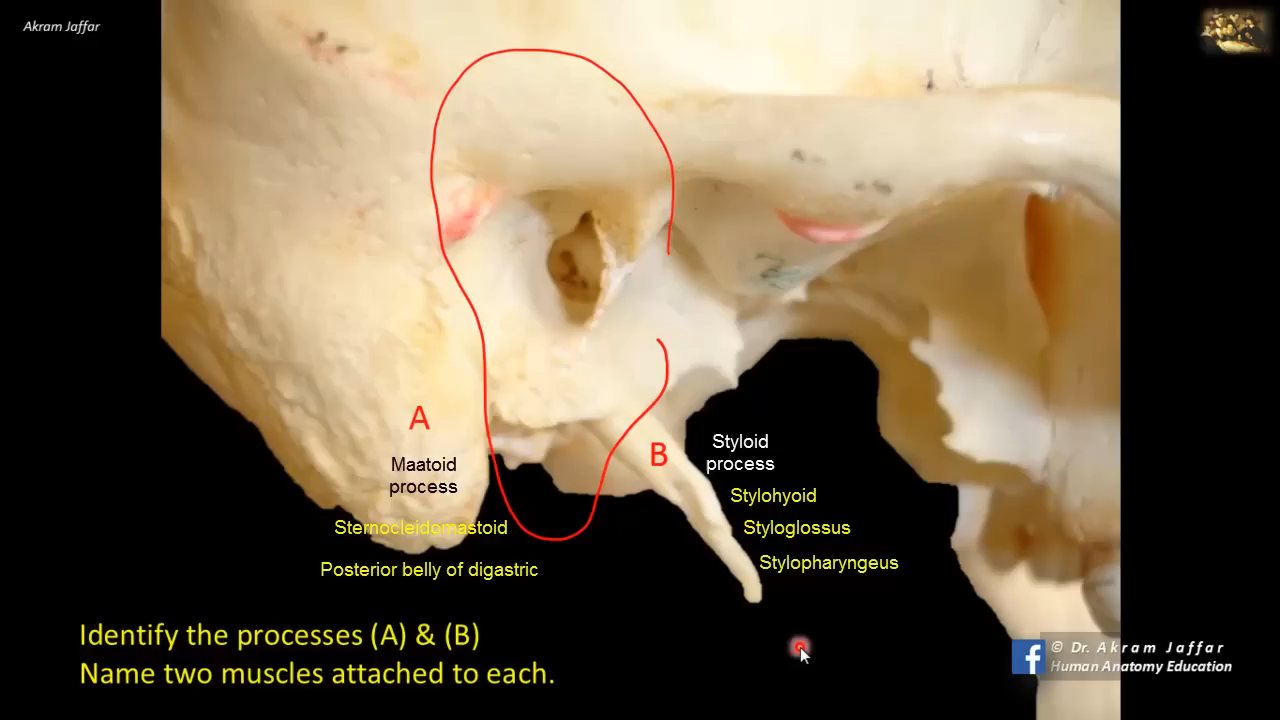 Akram Jaffar
A
Maatoid
process
Sternocleidomastoid
Posterior belly of digastric
B
Styloid
process
Stylohyoid
Styloglossus
Stylopharyngeus
Identify the processes (A) & (B)
Name two muscles attached to each.
f
© Dr. Akram Jaffar
Human Anatomy Education